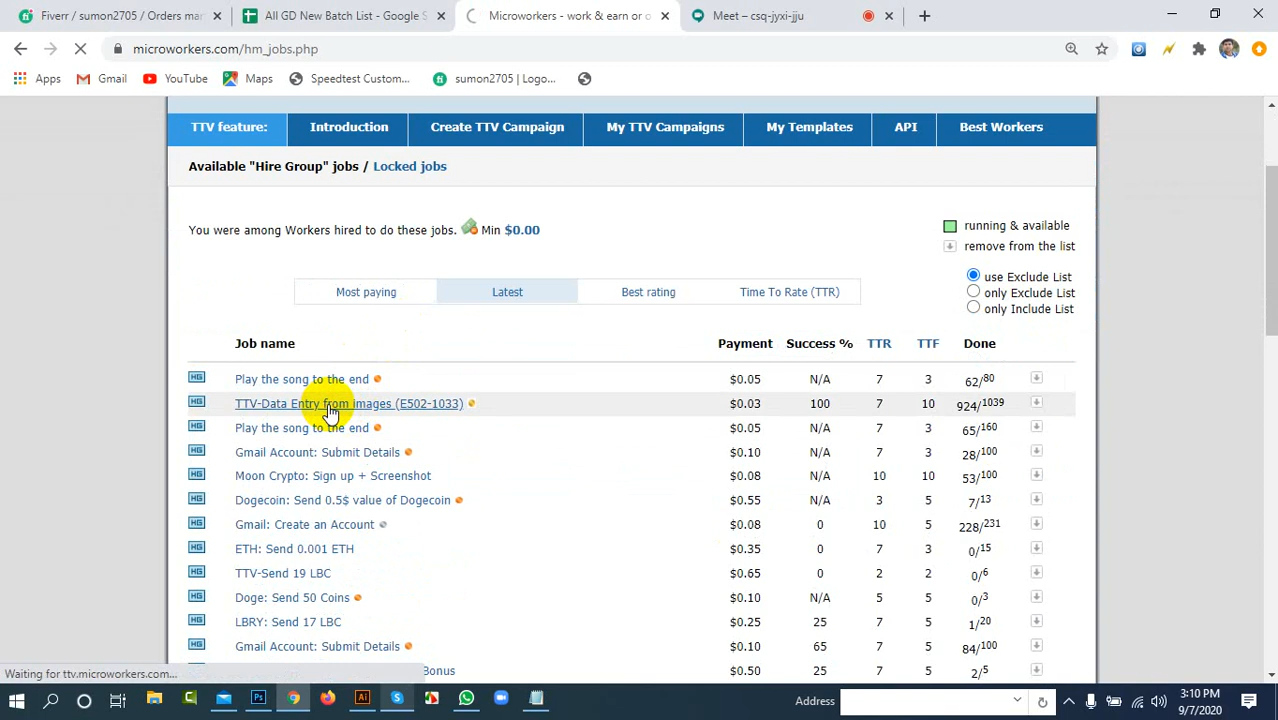 Fiverr / sumon2705 / Orders mar
All GD New Batch List - Google S
Microworkers - work & earn or o
Meet – csq-jyxi-jju
microworkers.com/hm_jobs.php
Apps
Gmail
YouTube
Maps
Speedtest Custom...
sumon2705 | Logo...
TTV feature:
Introduction
Create TTV Campaign
My TTV Campaigns
My Templates
API
Best Workers
Available "Hire Group" jobs / Locked jobs
You were among Workers hired to do these jobs. Min $0.00
running & available
remove from the list
use Exclude List
only Exclude List
only Include List
Most paying
Latest
Best rating
Time To Rate (TTR)
Job name Payment Success % TTR TTF Done
HG Play the song to the end $0.05 N/A 7 3 62/80
HG TTV-Data Entry from images (E502-1033) $0.03 100 7 10 924/1039
HG Play the song to the end $0.05 N/A 7 3 65/160
HG Gmail Account: Submit Details $0.10 N/A 7 3 28/100
HG Moon Crypto: Sign up + Screenshot $0.08 N/A 10 10 53/100
HG Dogecoin: Send 0.5$ value of Dogecoin $0.55 N/A 3 5 7/13
HG Gmail: Create an Account $0.08 0 10 5 228/231
HG ETH: Send 0.001 ETH $0.35 0 7 3 0/15
HG TTV-Send 19 LBC $0.65 0 2 2 0/6
HG Doge: Send 50 Coins $0.10 N/A 5 5 0/3
HG LBRY: Send 17 LBC $0.25 25 7 5 1/20
HG Gmail Account: Submit Details $0.10 65 7 5 84/100
Bonus $0.50 25 7 5 2/5
Waiting for ttv.microworkers.com...
Address
3:10 PM
9/7/2020